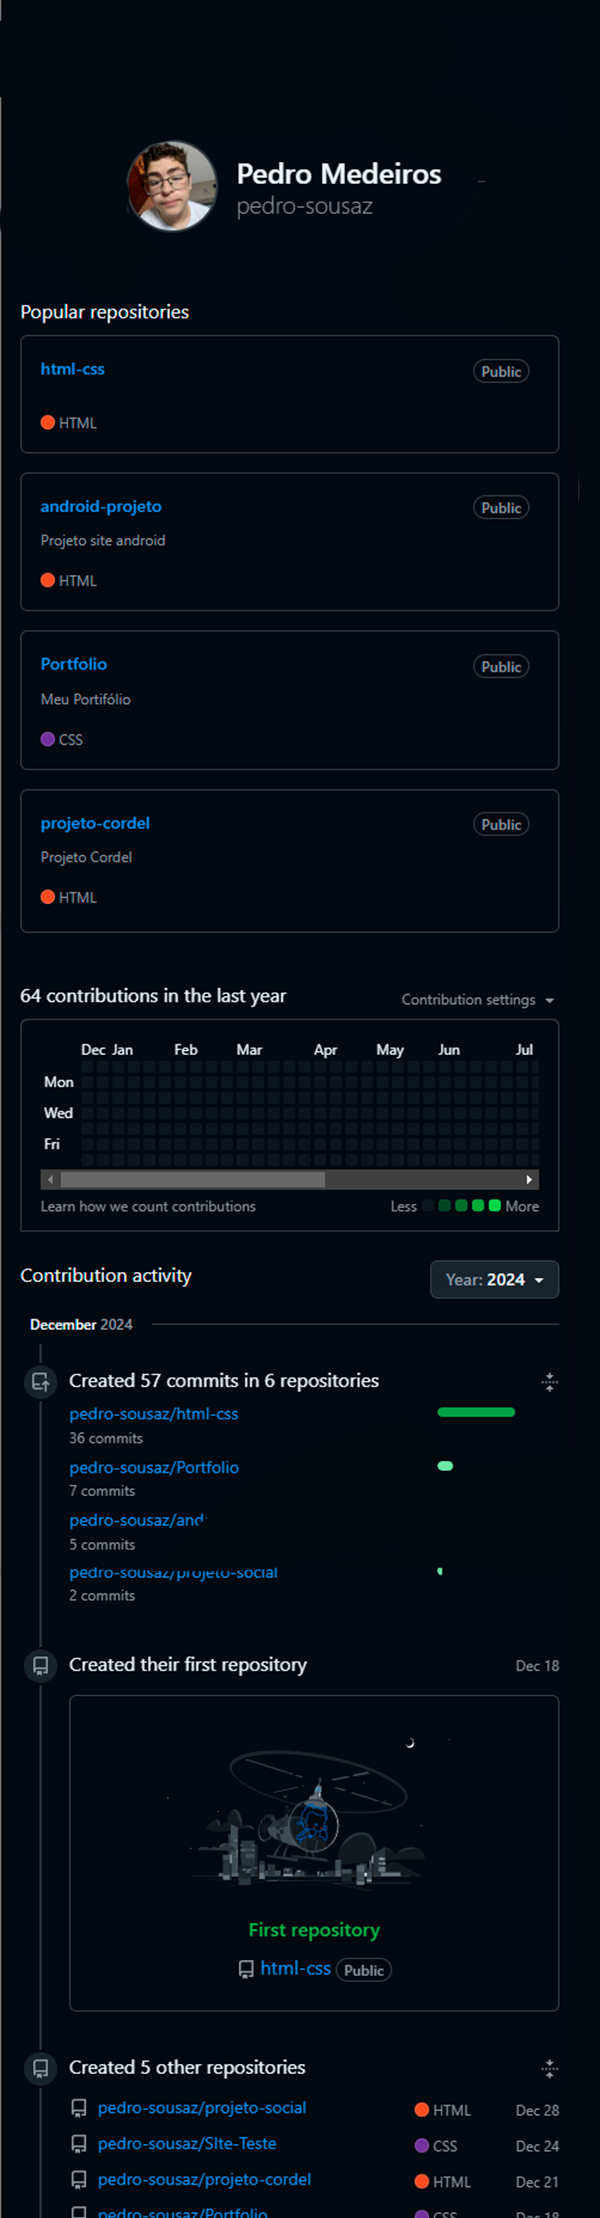 Pedro Medeiros
pedro-sousaz
Popular repositories
html-css Public
HTML
android-projeto Public
Projeto site android
HTML
Portfolio Public
Meu Portifólio
CSS
projeto-cordel Public
Projeto Cordel
HTML
64 contributions in the last year Contribution settings
Dec Jan Feb Mar Apr May Jun Jul
Mon
Wed
Fri
Learn how we count contributions Less More
Contribution activity Year: 2024
December 2024
Created 57 commits in 6 repositories
pedro-sousaz/html-css
36 commits
pedro-sousaz/Portfolio
7 commits
pedro-sousaz/and
5 commits
pedro-sousaz/projeto-social
2 commits
Created their first repository Dec 18
First repository
html-css Public
Created 5 other repositories
pedro-sousaz/projeto-social HTML Dec 28
pedro-sousaz/SIte-Teste CSS Dec 24
pedro-sousaz/projeto-cordel HTML Dec 21
pedro-sousaz/Portfolio CSS Dec 18